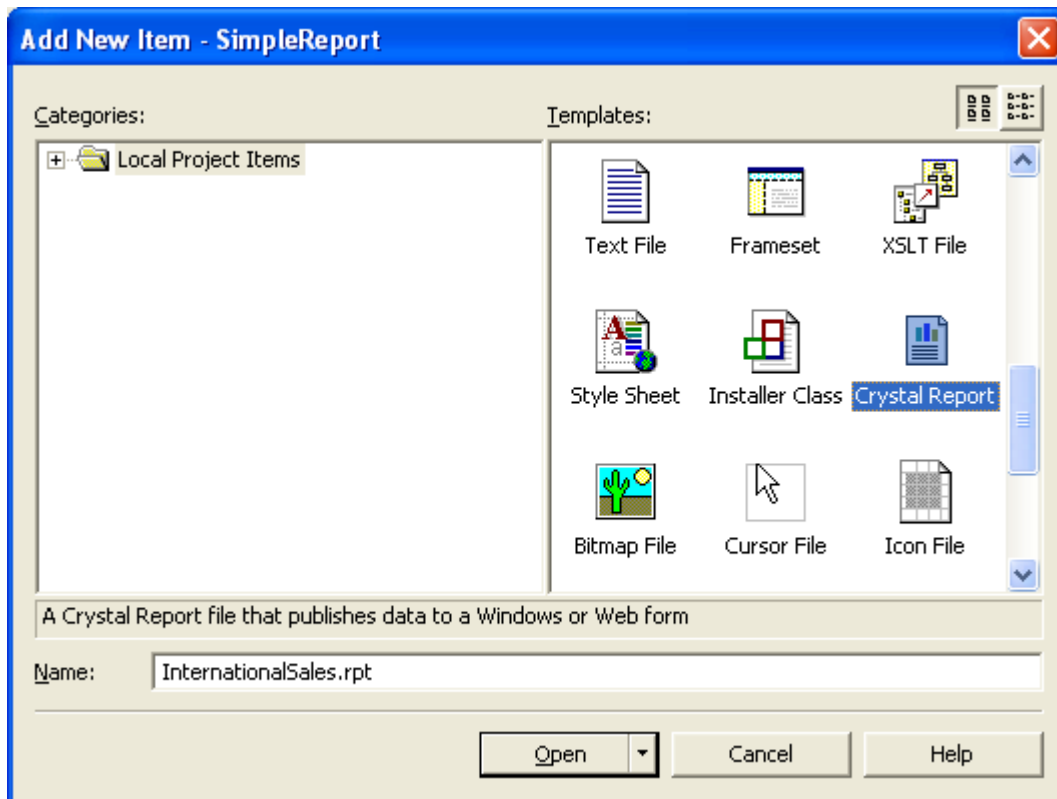 Add New Item - SimpleReport
Categories:
Templates:
Local Project Items
Text File
Frameset
XSLT File
Style Sheet
Installer Class
Crystal Report
Bitmap File
Cursor File
Icon File
A Crystal Report file that publishes data to a Windows or Web form
Name:
InternationalSales.rpt
Open
Cancel
Help